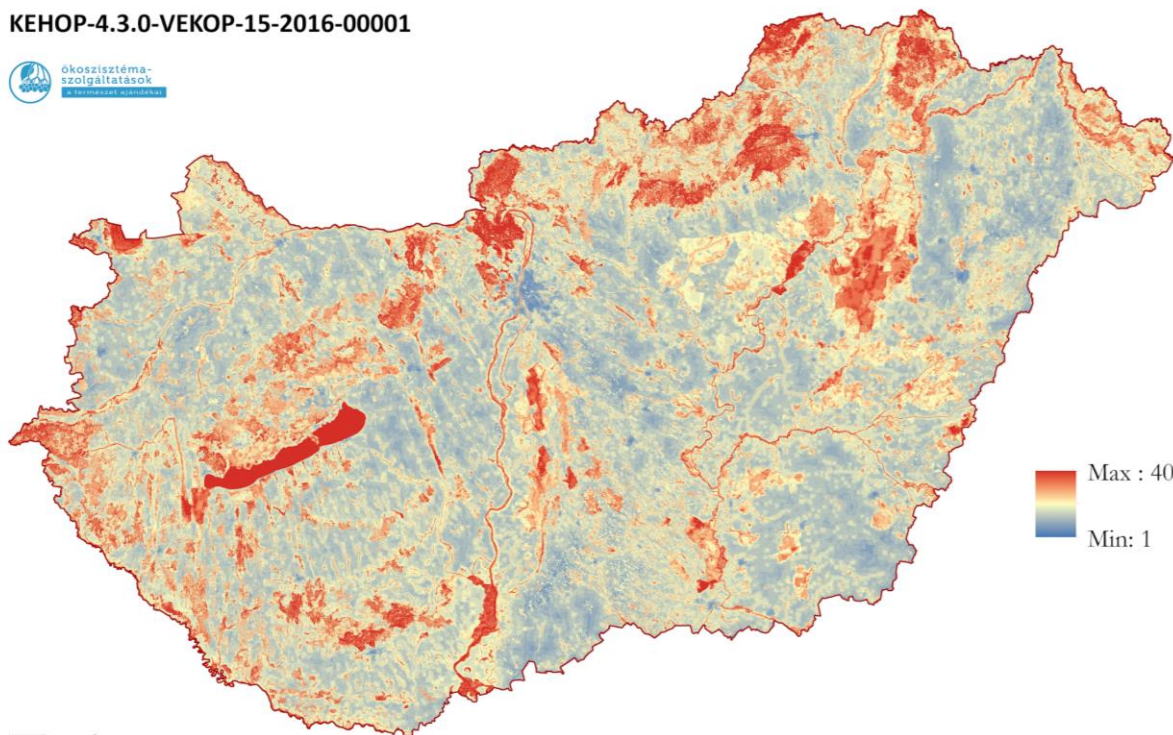 KEHOP-4.3.0-VEKOP-15-2016-00001
ökoszisztéma-
szolgáltatások
a természet ajándékai
Max : 40
Min: 1